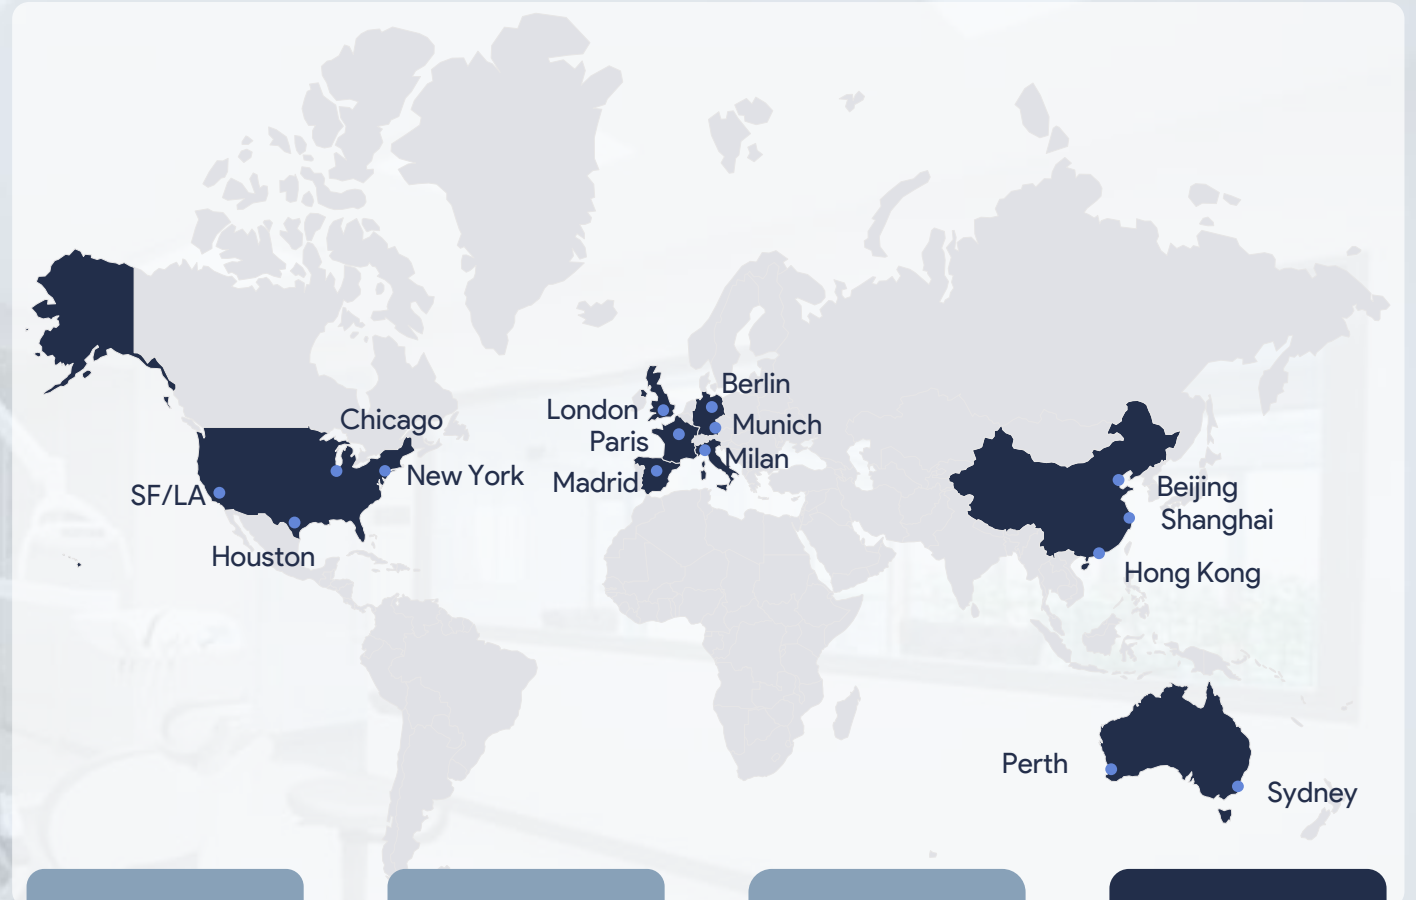 Berlin
Chicago
London
Munich
Paris
Milan
New York
Madrid
SF/LA
Beijing
Shanghai
Houston
Hong Kong
Perth
Sydney